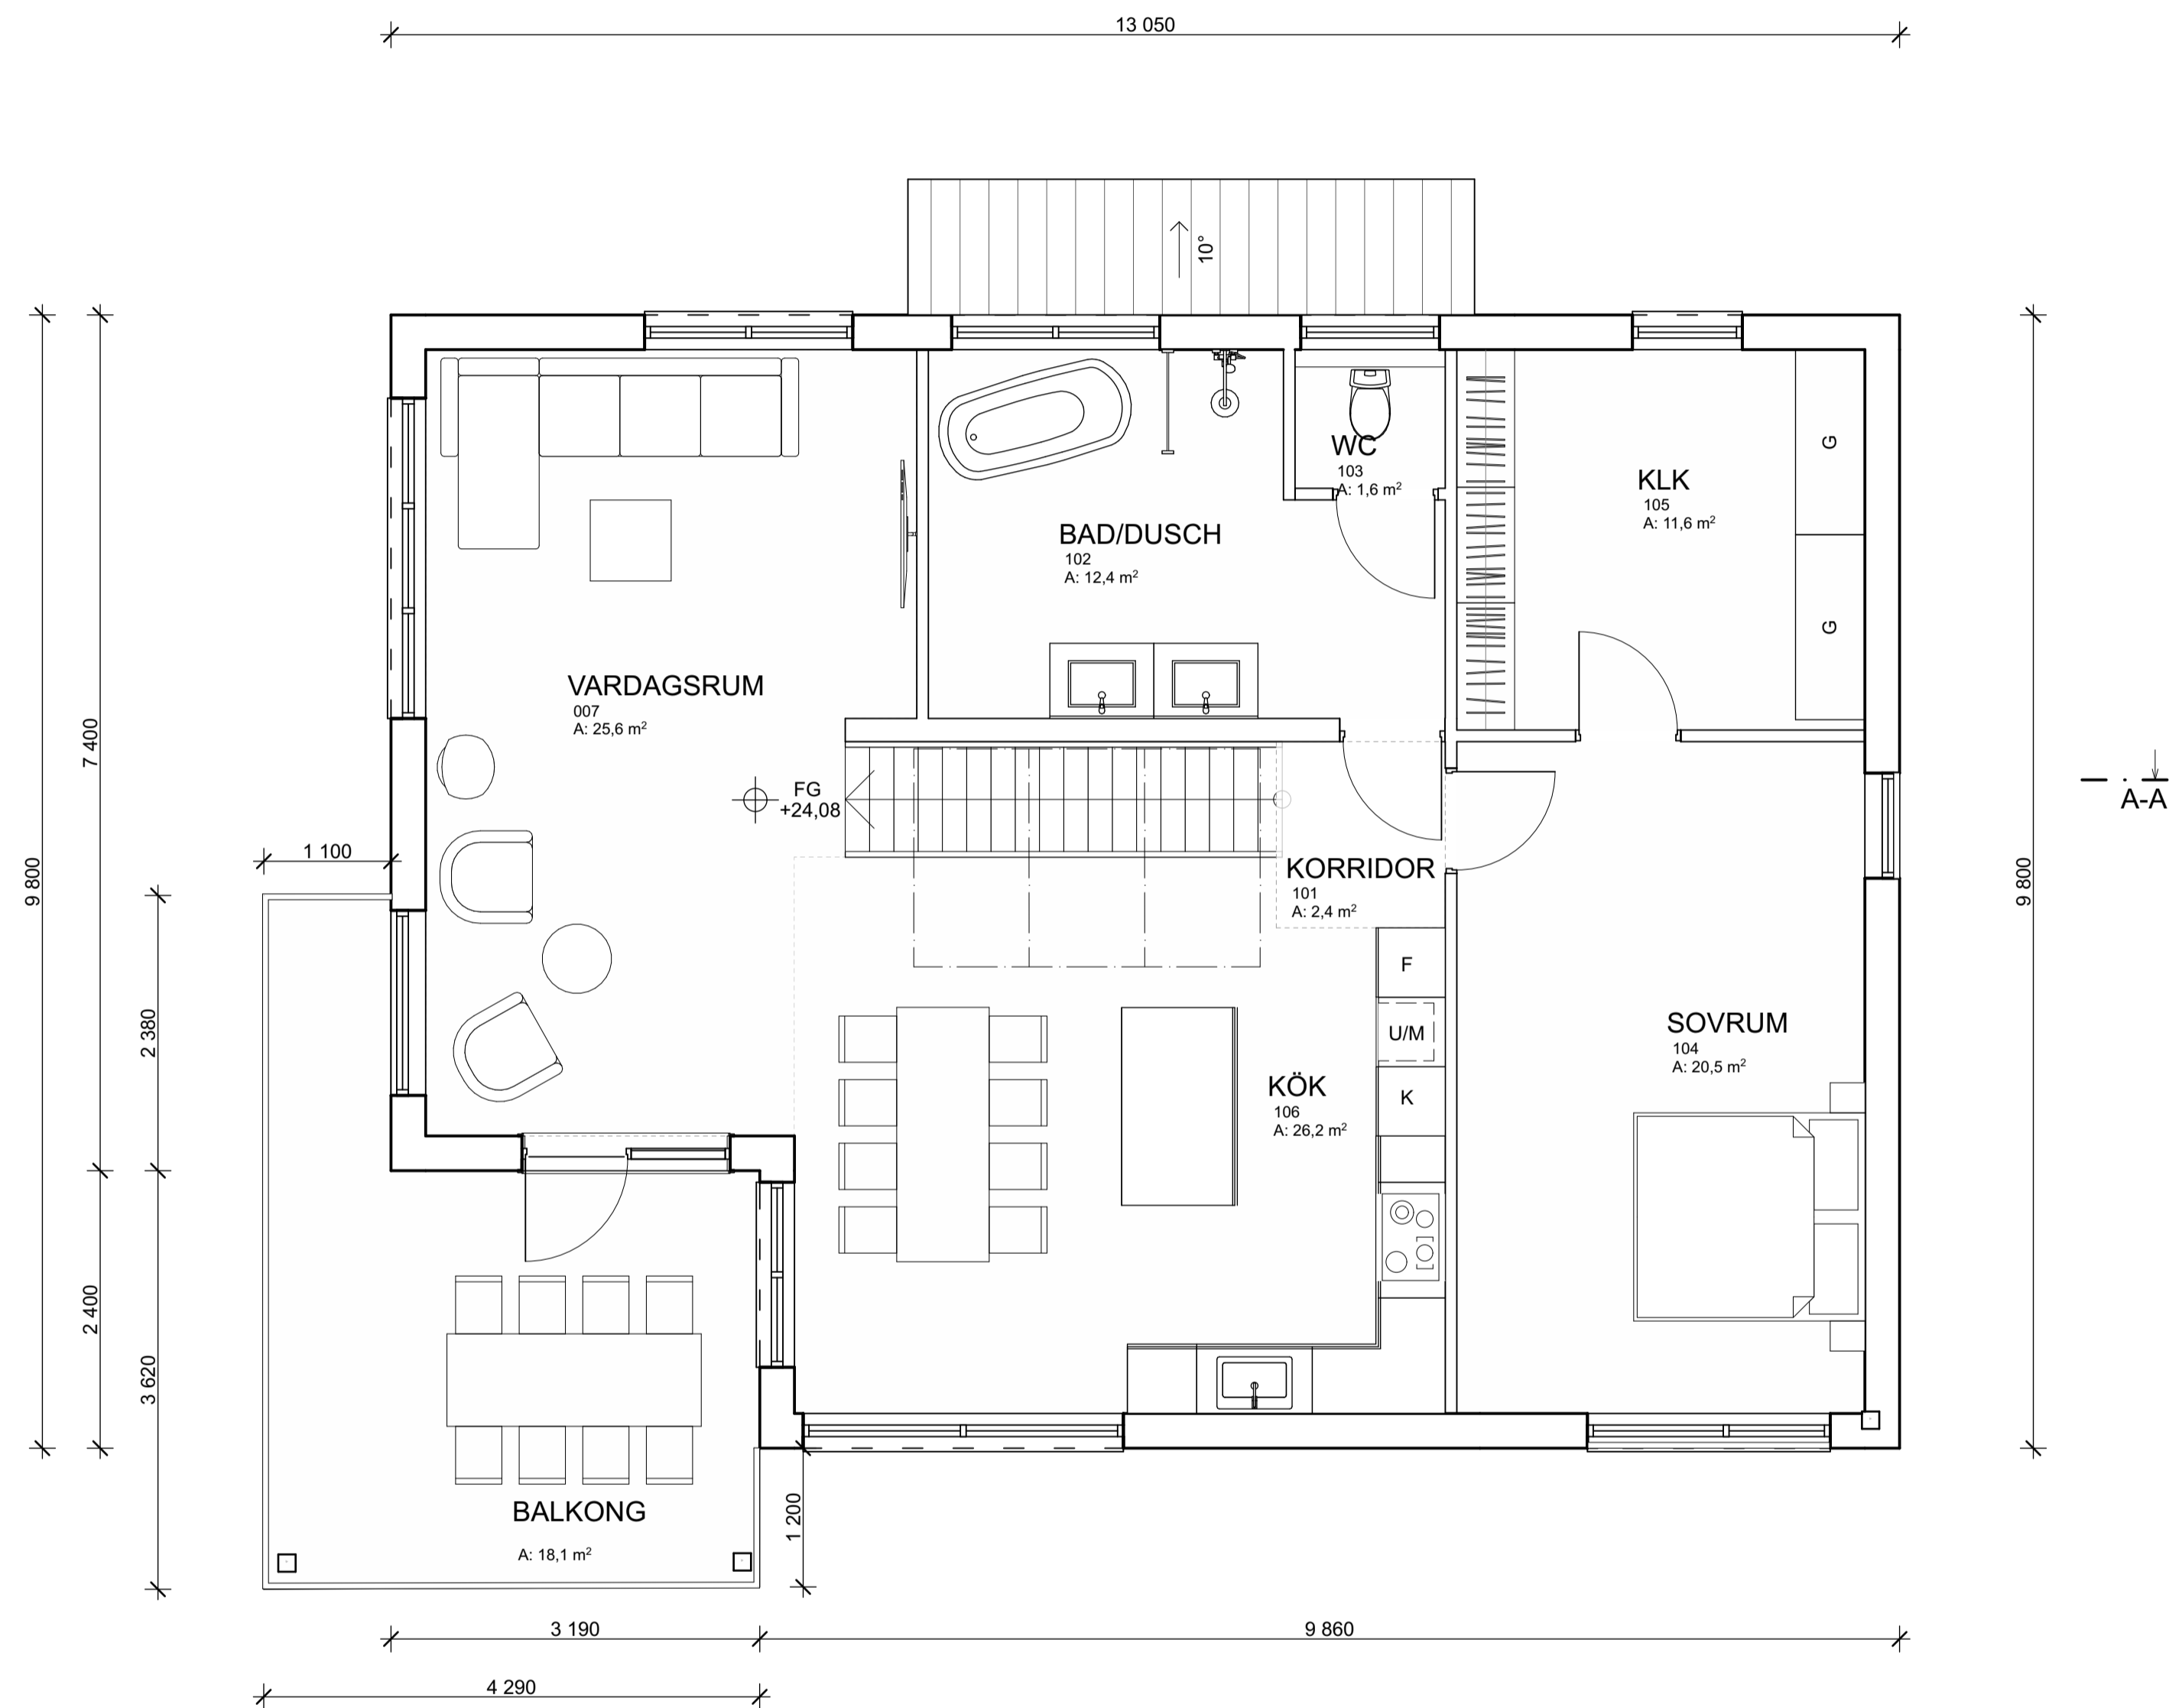 13 050
10°
WC
103
A: 1,6 m²
G
KLK
105
A: 11,6 m²
BAD/DUSCH
102
A: 12,4 m²
G
VARDAGSRUM
007
A: 25,6 m²
7 400
FG
+24,08
A-A
1 100
9 800
KORRIDOR
101
A: 2,4 m²
9 800
F
2 380
U/M
SOVRUM
104
A: 20,5 m²
KÖK
106
A: 26,2 m²
K
2 400
3 620
BALKONG
A: 18,1 m²
1 200
3 190
9 860
4 290